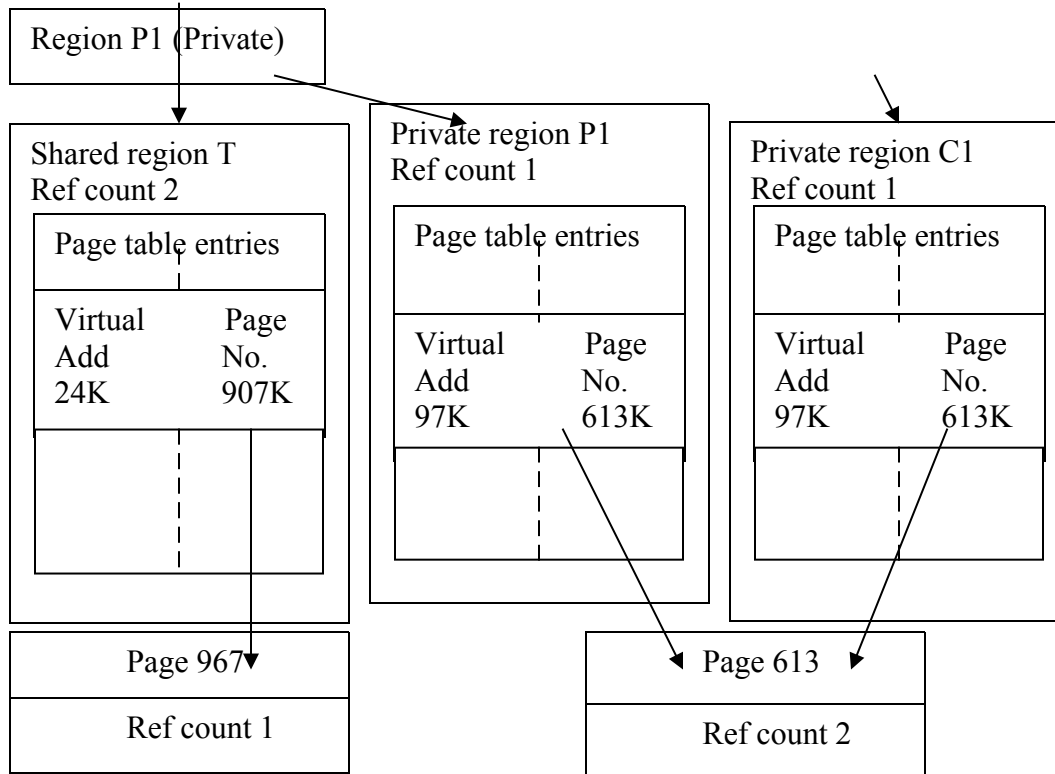 Region P1 (Private)
Shared region T
Ref count 2
Page table entries
Virtual Page
Add No.
24K 907K
Private region P1
Ref count 1
Page table entries
Virtual Page
Add No.
97K 613K
Private region C1
Ref count 1
Page table entries
Virtual Page
Add No.
97K 613K
Page 967
Ref count 1
Page 613
Ref count 2